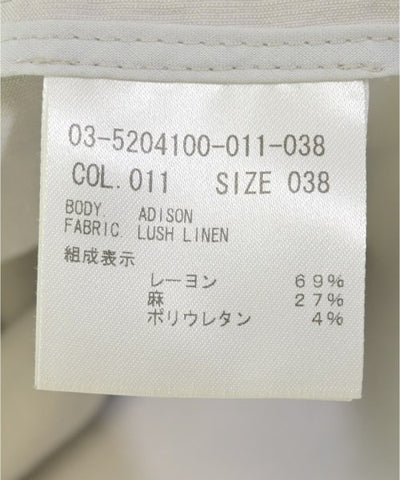 03-5204100-011-038
COL. 011 SIZE 038
BODY. ADISON
FABRIC. LUSH LINEN
組成表示
レーヨン 69%
麻 27%
ポリウレタン 4%